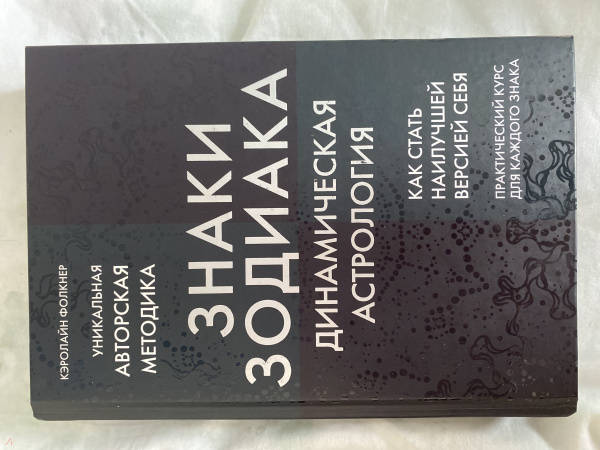 КЭРОЛАЙН ФОЛКНЕР
УНИКАЛЬНАЯ
АВТОРСКАЯ
МЕТОДИКА
ЗНАКИ
ЗОДИАКА
ДИНАМИЧЕСКАЯ
АСТРОЛОГИЯ
КАК СТАТЬ
НАИЛУЧШЕЙ
ВЕРСИЕЙ СЕБЯ
ПРАКТИЧЕСКИЙ КУРС
ДЛЯ КАЖДОГО ЗНАКА